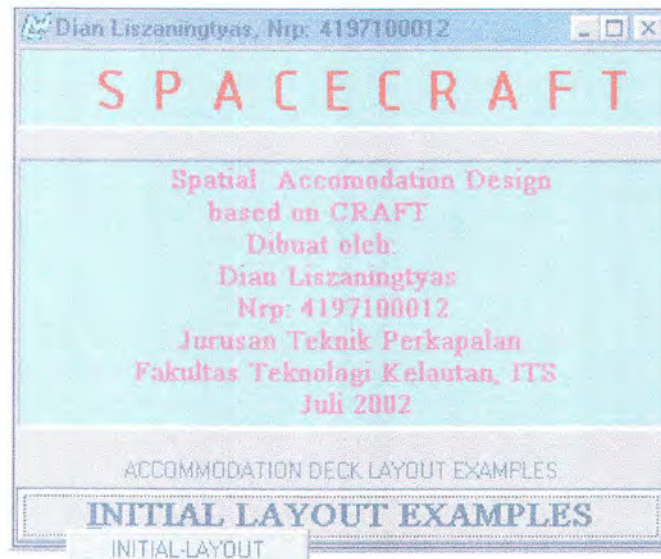 Dian Liszaningtyas, Nrp: 4197100012
SPACECRAFT
Spatial Accomodation Design
based on CRAFT
Dibuat oleh:
Dian Liszaningtyas
Nrp: 4197100012
Jurusan Teknik Perkapalan
Fakultas Teknologi Kelautan, ITS
Juli 2002
ACCOMMODATION DECK LAYOUT EXAMPLES
INITIAL LAYOUT EXAMPLES
INITIAL-LAYOUT